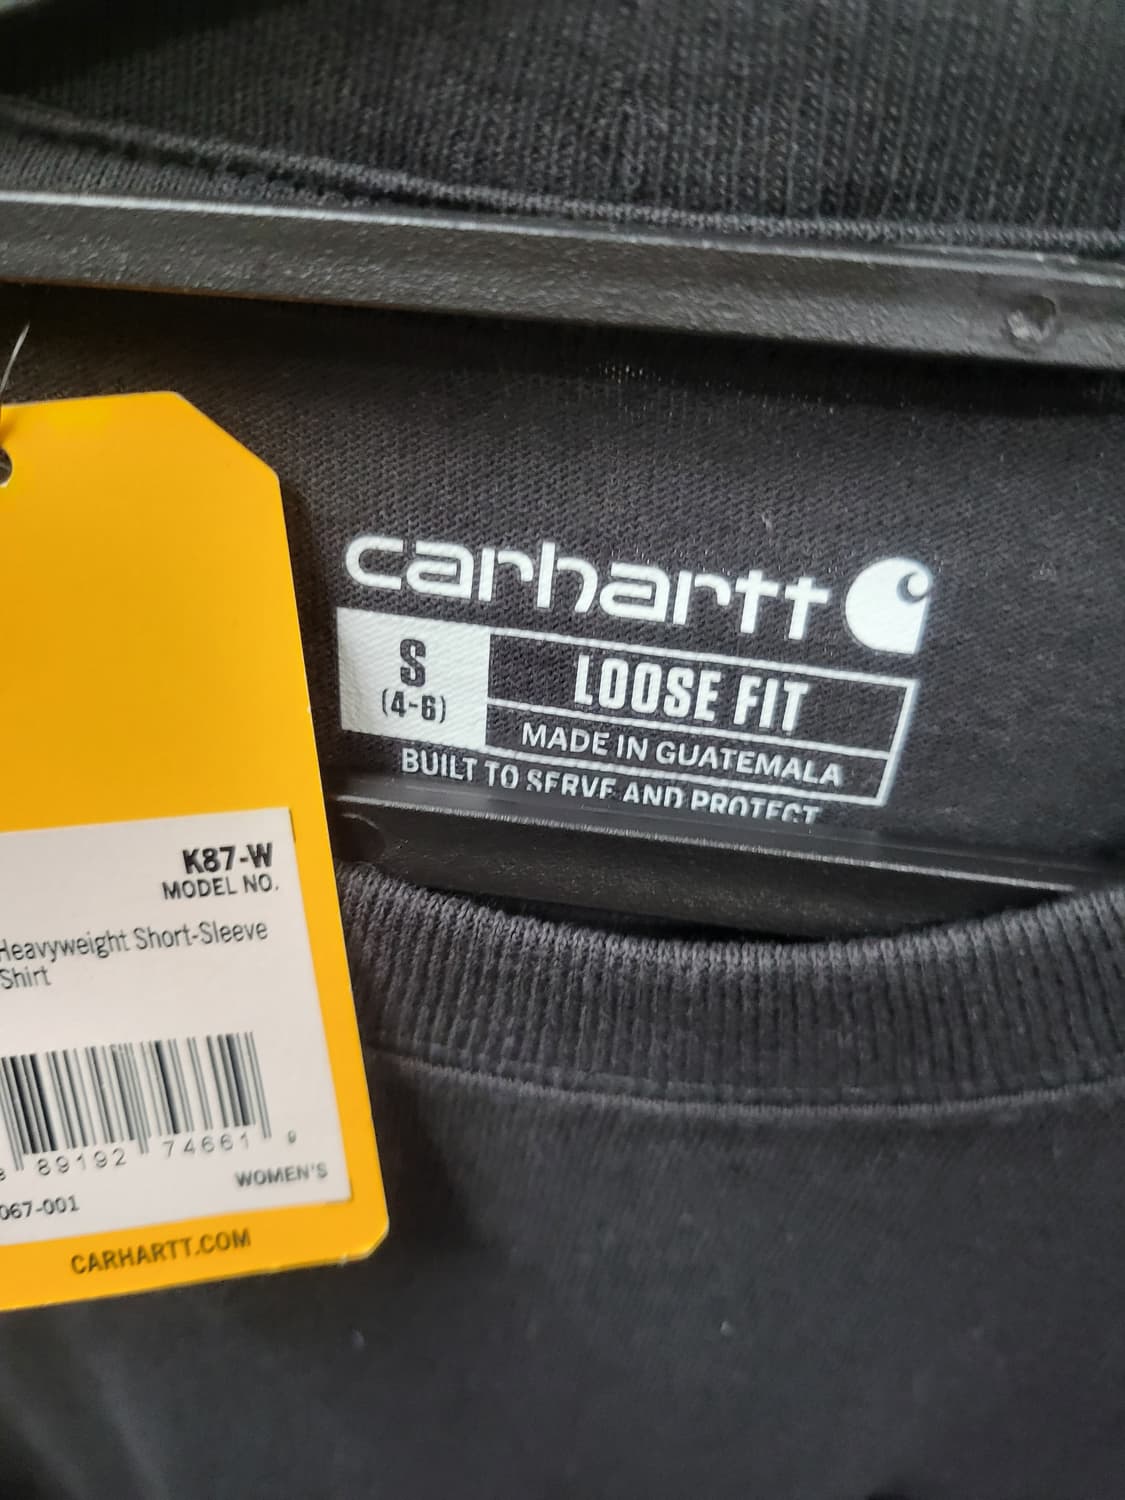 carhartt
S
(4-6)
LOOSE FIT
MADE IN GUATEMALA
BUILT TO SERVE AND PROTECT
K87-W
MODEL NO.
Heavyweight Short-Sleeve
Shirt
89192 74661 9
WOMEN'S
067-001
CARHARTT.COM